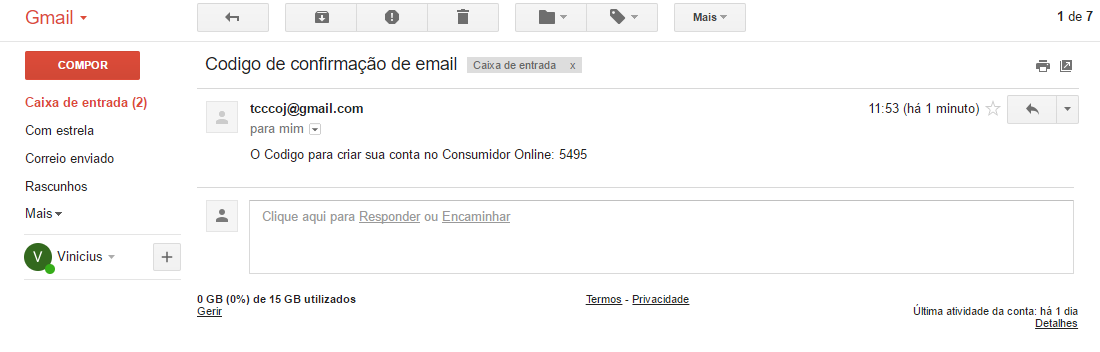 Gmail
Mais
1 de 7
COMPOR
Caixa de entrada (2)
Com estrela
Correio enviado
Rascunhos
Mais
V Vinicius
Codigo de confirmação de email Caixa de entrada x
tcccoj@gmail.com 11:53 (há 1 minuto)
para mim
O Codigo para criar sua conta no Consumidor Online: 5495
Clique aqui para Responder ou Encaminhar
0 GB (0%) de 15 GB utilizados
Gerir
Termos - Privacidade
Última atividade da conta: há 1 dia
Detalhes